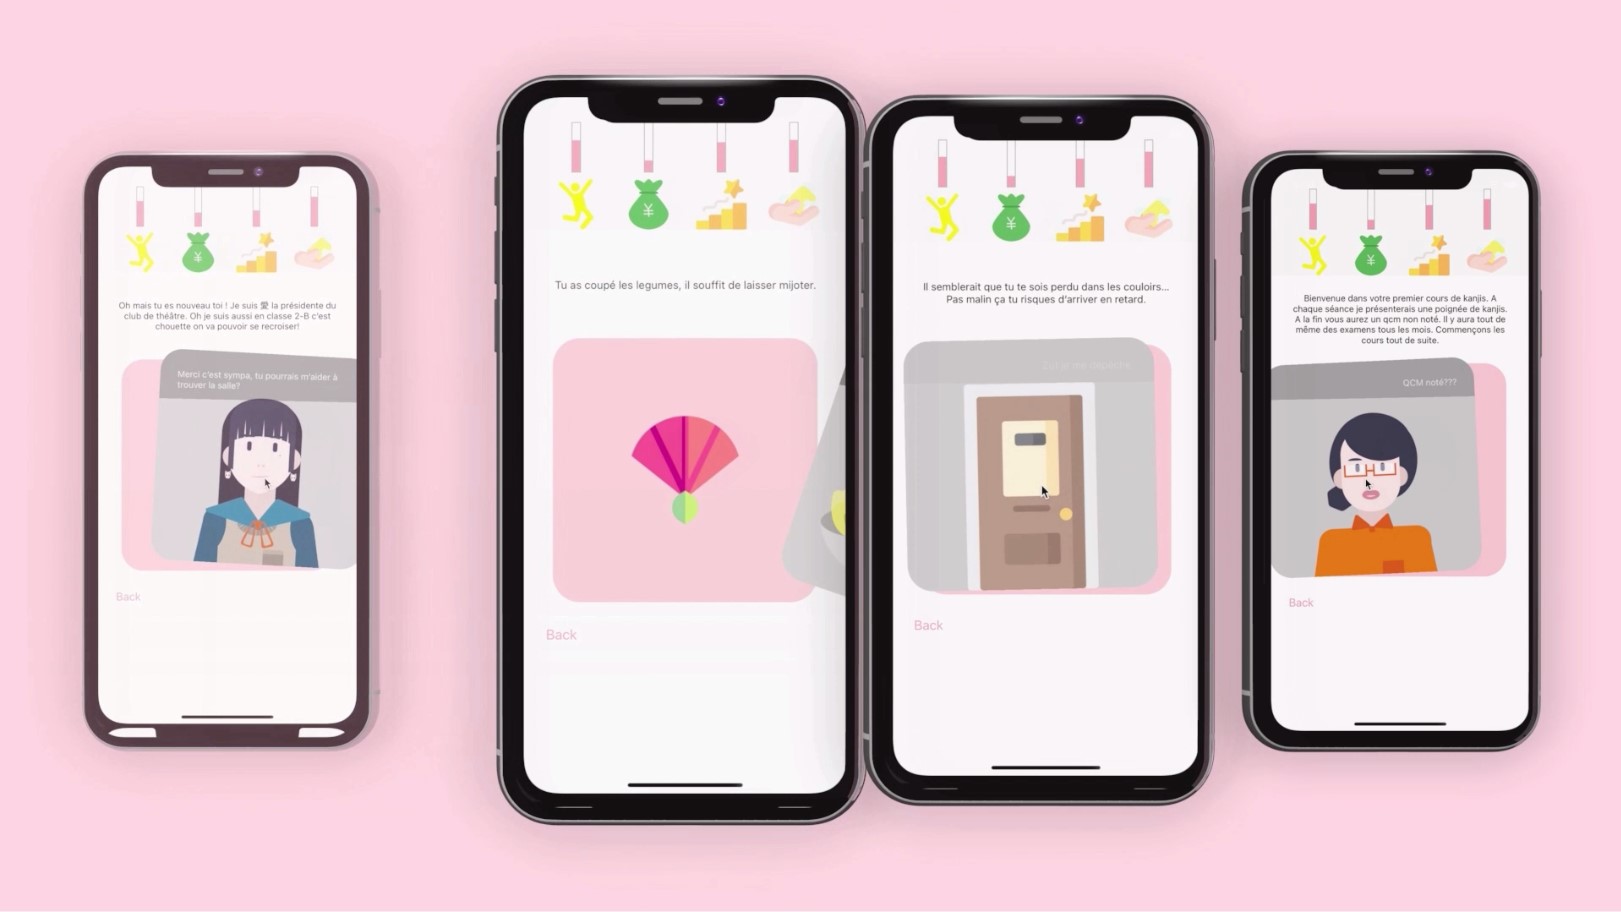 ¥
Oh mais tu es nouveau toi ! Je suis 愛 la présidente du
club de théâtre. Oh je suis aussi en classe 2-B c'est
chouette on va pouvoir se recroiser!
Merci c'est sympa, tu pourrais m'aider à
trouver la salle?
Back
¥
Tu as coupé les legumes, il souffit de laisser mijoter.
Back
¥
Il semblerait que tu te sois perdu dans les couloirs...
Pas malin ça tu risques d'arriver en retard.
Back
¥
Bienvenue dans votre premier cours de kanjis. A
chaque séance je présenterais une poignée de kanjis.
A la fin vous aurez un qcm non noté. Il y aura tout de
même des examens tous les mois. Commençons les
cours tout de suite.
QCM noté???
Back